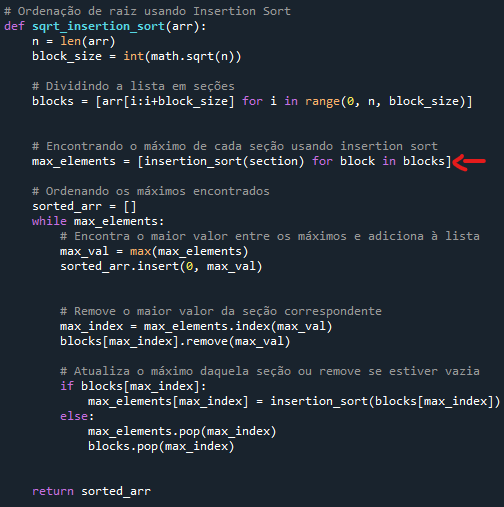 # Ordenação de raiz usando Insertion Sort
def sqrt_insertion_sort(arr):
    n = len(arr)
    block_size = int(math.sqrt(n))
    # Dividindo a lista em seções
    blocks = [arr[i:i+block_size] for i in range(0, n, block_size)]
    # Encontrando o máximo de cada seção usando insertion sort
    max_elements = [insertion_sort(section) for block in blocks]
    # Ordenando os máximos encontrados
    sorted_arr = []
    while max_elements:
        # Encontra o maior valor entre os máximos e adiciona à lista
        max_val = max(max_elements)
        sorted_arr.insert(0, max_val)
        # Remove o maior valor da seção correspondente
        max_index = max_elements.index(max_val)
        blocks[max_index].remove(max_val)
        # Atualiza o máximo daquela seção ou remove se estiver vazia
        if blocks[max_index]:
            max_elements[max_index] = insertion_sort(blocks[max_index])
        else:
            max_elements.pop(max_index)
            blocks.pop(max_index)
    return sorted_arr